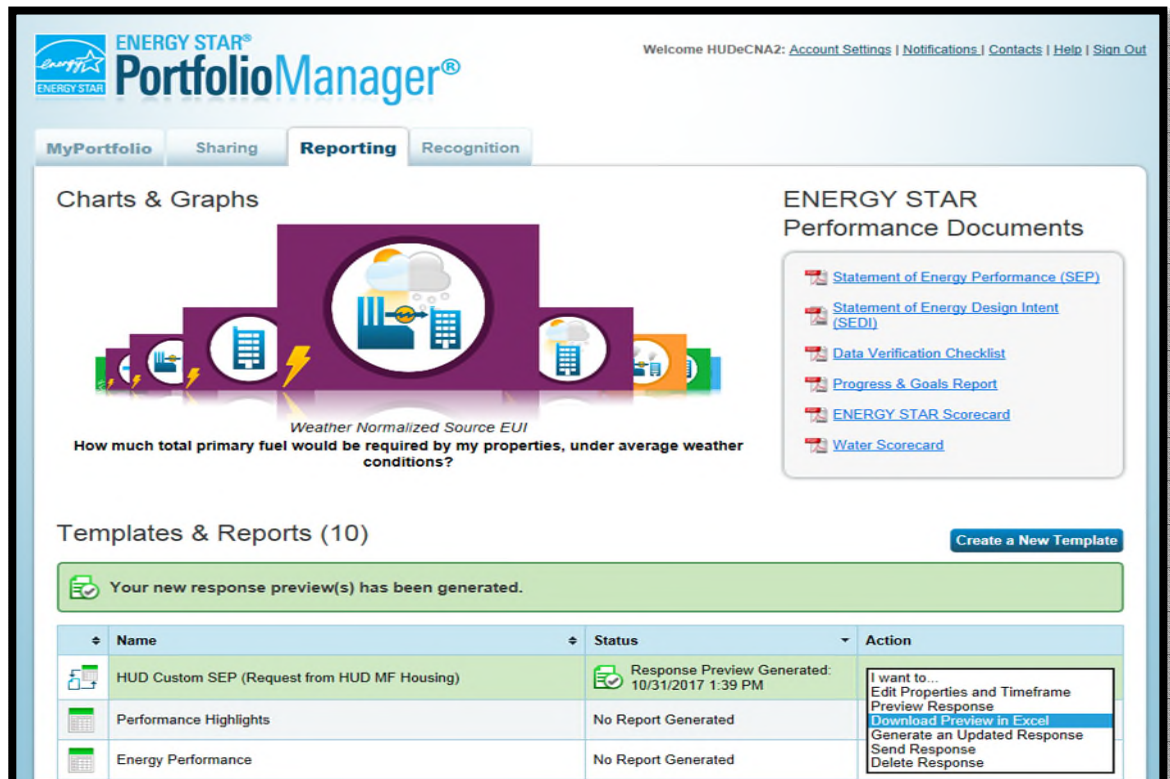 ENERGY STAR®
PortfolioManager®
energy
ENERGY STAR
Welcome HUDeCNA2: Account Settings | Notifications | Contacts | Help | Sign Out
MyPortfolio
Sharing
Reporting
Recognition
Charts & Graphs
Weather Normalized Source EUI
How much total primary fuel would be required by my properties, under average weather
conditions?
ENERGY STAR
Performance Documents
Statement of Energy Performance (SEP)
Statement of Energy Design Intent
(SEDI)
Data Verification Checklist
Progress & Goals Report
ENERGY STAR Scorecard
Water Scorecard
Templates & Reports (10)
Create a New Template
Your new response preview(s) has been generated.
Name
Status
Action
HUD Custom SEP (Request from HUD MF Housing)
Response Preview Generated:
10/31/2017 1:39 PM
I want to...
Edit Properties and Timeframe
Preview Response
Download Preview in Excel
Generate an Updated Response
Send Response
Delete Response
Performance Highlights
No Report Generated
Energy Performance
No Report Generated